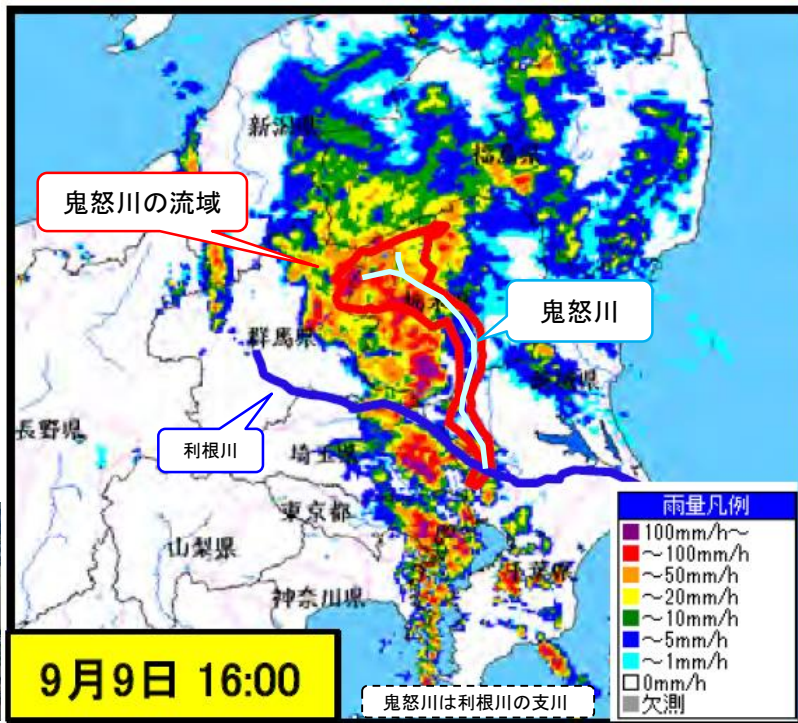 新潟県
福島県
鬼怒川の流域
栃木県
鬼怒川
群馬県
茨城県
利根川
長野県
埼玉県
東京都
山梨県
千葉県
神奈川県
雨量凡例
100mm/h～
～100mm/h
～50mm/h
～20mm/h
～10mm/h
～5mm/h
～1mm/h
0mm/h
欠測
9月9日 16:00
鬼怒川は利根川の支川